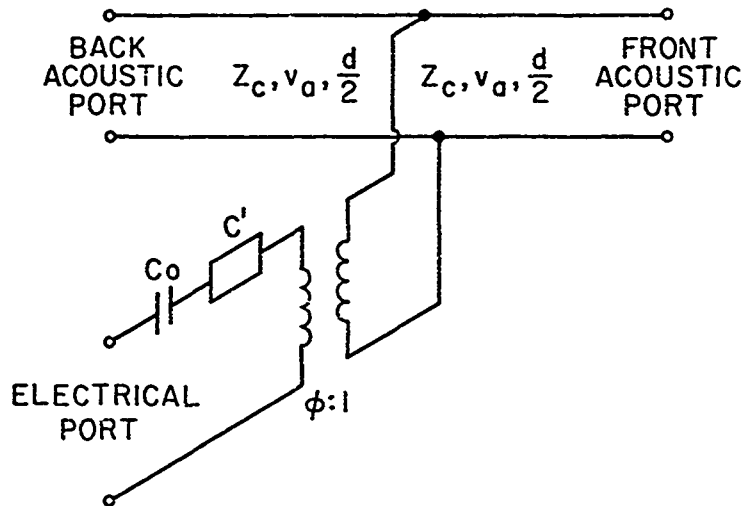 BACK
ACOUSTIC
PORT
Z_c, v_a, d/2
Z_c, v_a, d/2
FRONT
ACOUSTIC
PORT
C'
Co
ELECTRICAL
PORT
φ:1